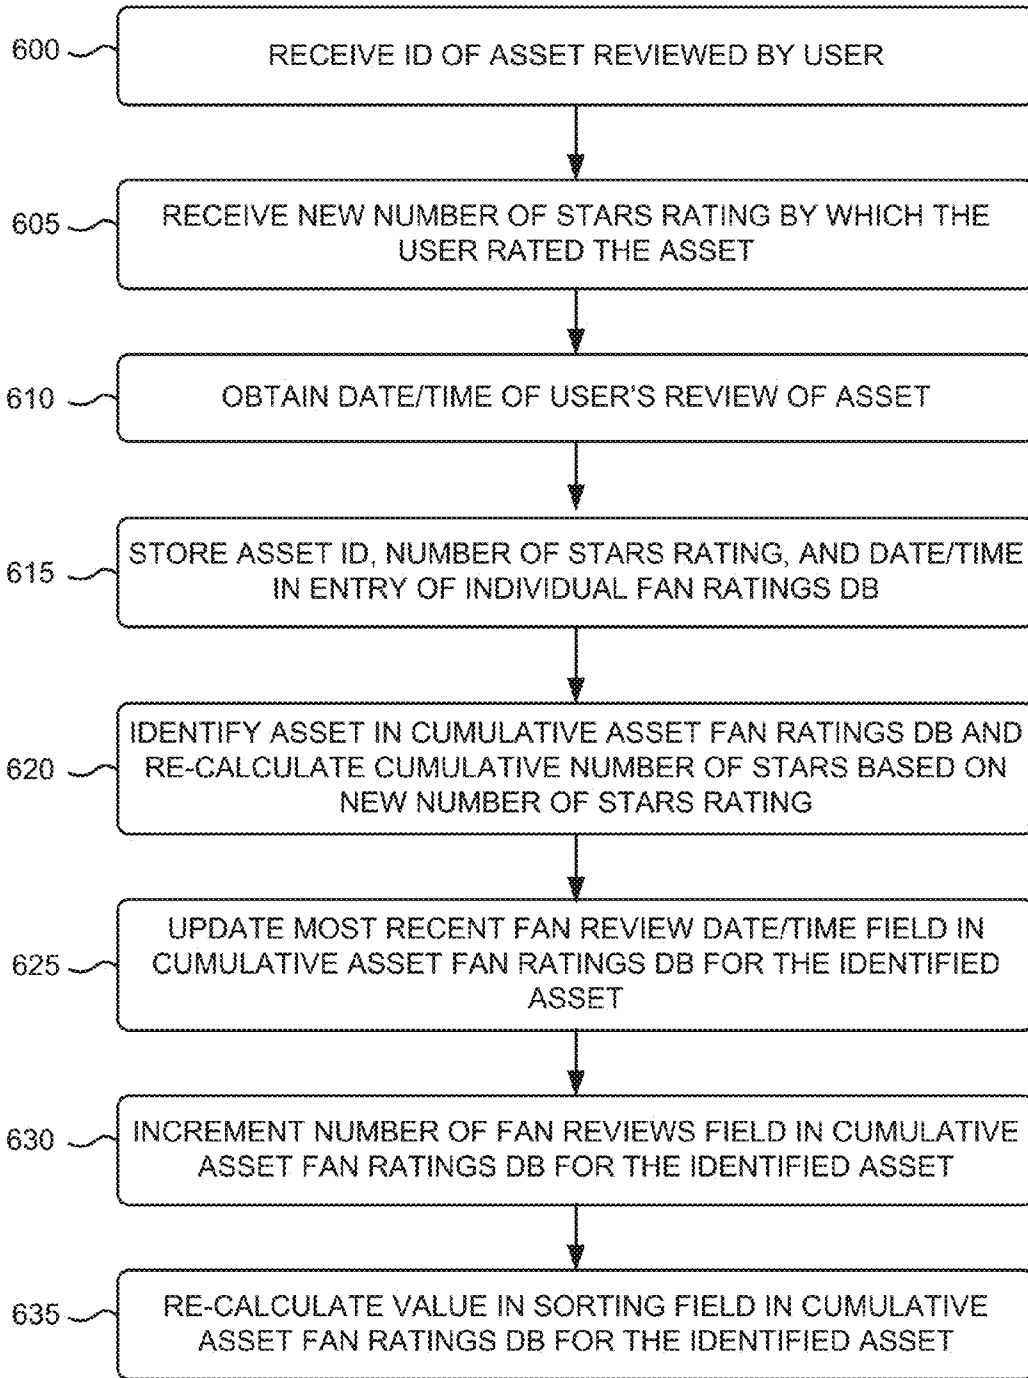 600
RECEIVE ID OF ASSET REVIEWED BY USER
605
RECEIVE NEW NUMBER OF STARS RATING BY WHICH THE
USER RATED THE ASSET
610
OBTAIN DATE/TIME OF USER'S REVIEW OF ASSET
615
STORE ASSET ID, NUMBER OF STARS RATING, AND DATE/TIME
IN ENTRY OF INDIVIDUAL FAN RATINGS DB
620
IDENTIFY ASSET IN CUMULATIVE ASSET FAN RATINGS DB AND
RE-CALCULATE CUMULATIVE NUMBER OF STARS BASED ON
NEW NUMBER OF STARS RATING
625
UPDATE MOST RECENT FAN REVIEW DATE/TIME FIELD IN
CUMULATIVE ASSET FAN RATINGS DB FOR THE IDENTIFIED
ASSET
630
INCREMENT NUMBER OF FAN REVIEWS FIELD IN CUMULATIVE
ASSET FAN RATINGS DB FOR THE IDENTIFIED ASSET
635
RE-CALCULATE VALUE IN SORTING FIELD IN CUMULATIVE
ASSET FAN RATINGS DB FOR THE IDENTIFIED ASSET